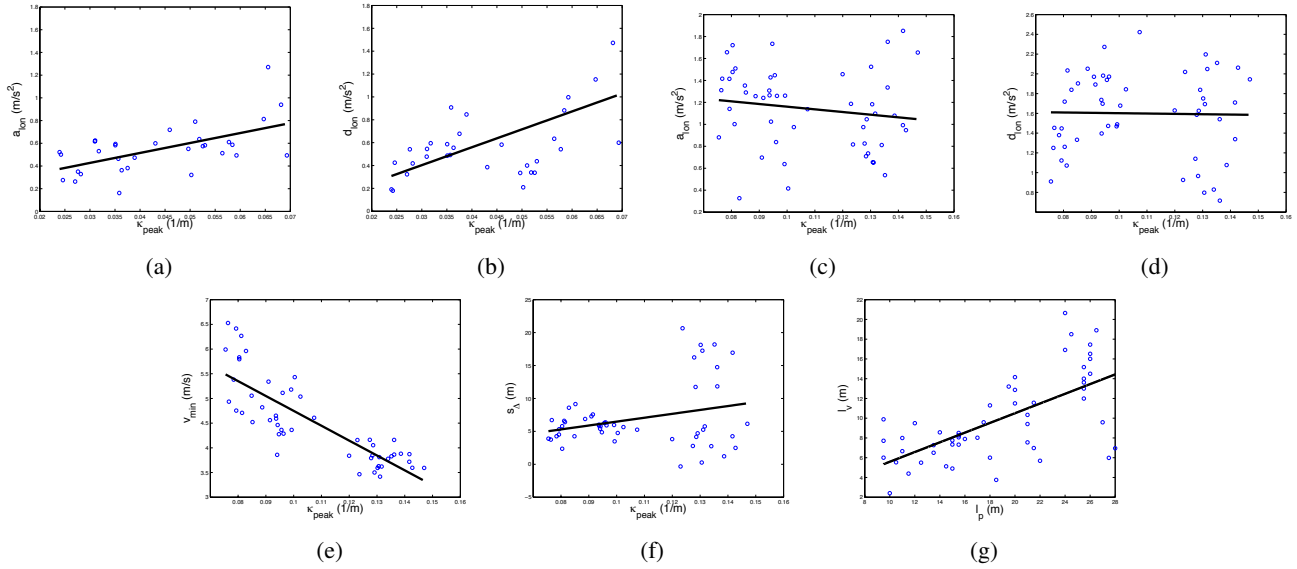 1.8
1.6
1.4
1.2
1
0.8
0.6
0.4
0.2
0
a_lon (m/s²)
0.02 0.025 0.03 0.035 0.04 0.045 0.05 0.055 0.06 0.065 0.07
κ_peak (1/m)
(a)
1.8
1.6
1.4
1.2
1
0.8
0.6
0.4
0.2
0
d_lon (m/s²)
0.02 0.025 0.03 0.035 0.04 0.045 0.05 0.055 0.06 0.065 0.07
κ_peak (1/m)
(b)
2
1.8
1.6
1.4
1.2
1
0.8
0.6
0.4
0.2
a_lon (m/s²)
0.08 0.09 0.1 0.11 0.12 0.13 0.14 0.15 0.16
κ_peak (1/m)
(c)
2.6
2.4
2.2
2
1.8
1.6
1.4
1.2
1
0.8
0.6
d_lon (m/s²)
0.08 0.09 0.1 0.11 0.12 0.13 0.14 0.15 0.16
κ_peak (1/m)
(d)
7
6.5
6
5.5
5
4.5
4
3.5
3
v_min (m/s)
0.08 0.09 0.1 0.11 0.12 0.13 0.14 0.15 0.16
κ_peak (1/m)
(e)
25
20
15
10
5
0
-5
s_Δ (m)
0.08 0.09 0.1 0.11 0.12 0.13 0.14 0.15 0.16
κ_peak (1/m)
(f)
22
20
18
16
14
12
10
8
6
4
2
l_v (m)
8 10 12 14 16 18 20 22 24 26 28
l_p (m)
(g)